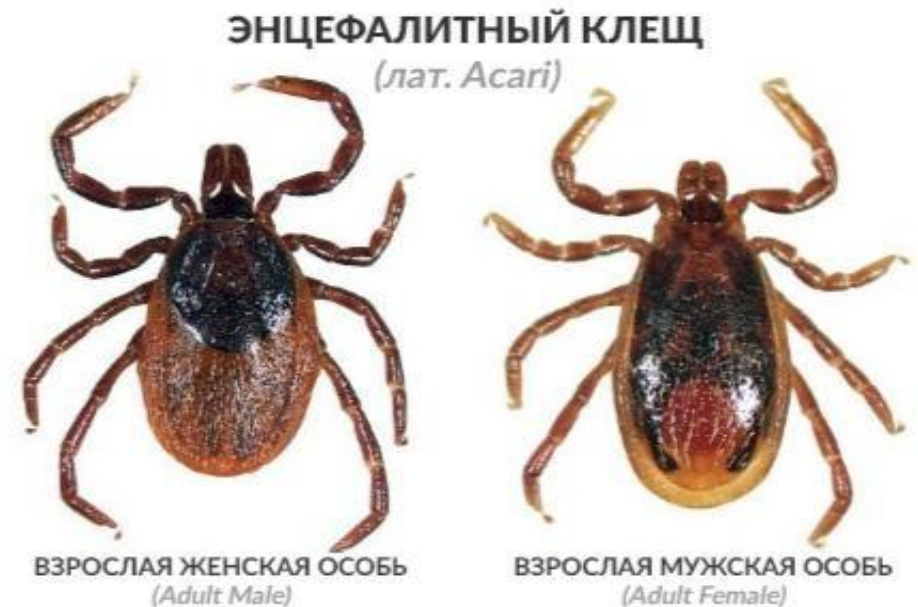 ЭНЦЕФАЛИТНЫЙ КЛЕЩ
(лат. Acari)
ВЗРОСЛАЯ ЖЕНСКАЯ ОСОБЬ
(Adult Male)
ВЗРОСЛАЯ МУЖСКАЯ ОСОБЬ
(Adult Female)